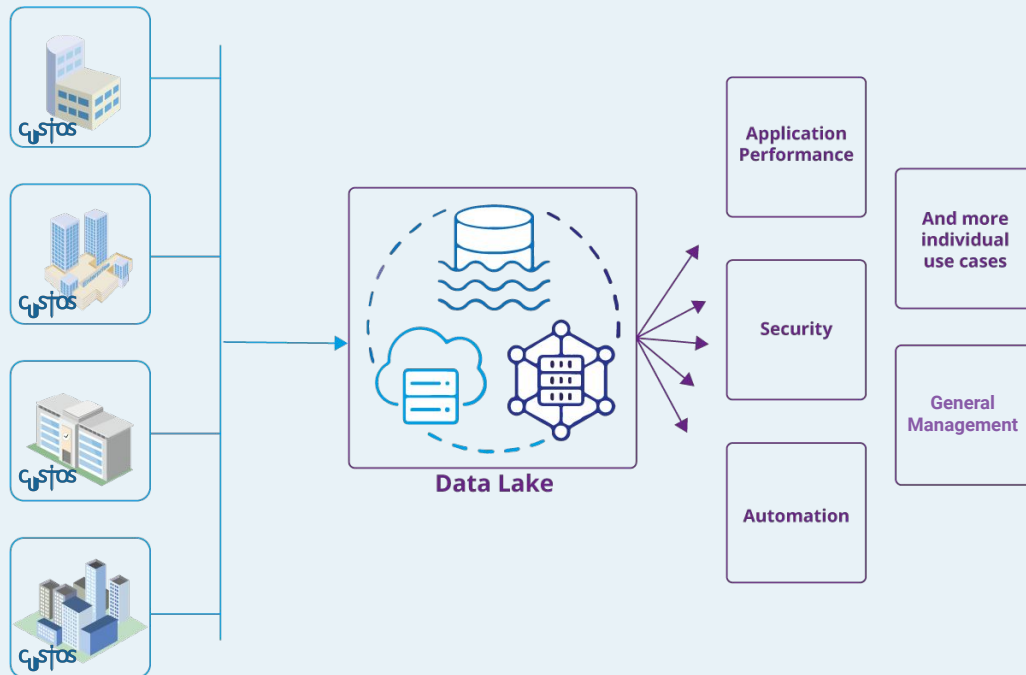 CUSTOS
CUSTOS
CUSTOS
CUSTOS
Data Lake
Application
Performance
Security
Automation
And more
individual
use cases
General
Management